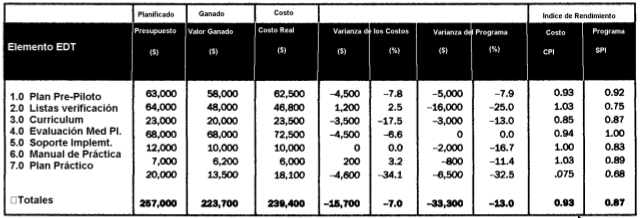 Planificado Ganado Costo Indice de Rendimiento
Elemento EDT Presupuesto Valor Ganado Costo Real Varianza de los Costos Varianza del Programa Costo Programa
($) ($) ($) ($) (%) ($) (%) CPI SPI
1.0 Plan Pre-Piloto 63,000 58,000 62,500 –4,500 –7.8 –5,000 –7.9 0.93 0.92
2.0 Listas verificación 64,000 48,000 46,800 1,200 2.5 –16,000 –25.0 1.03 0.75
3.0 Curriculum 23,000 20,000 23,500 –3,500 –17.5 –3,000 –13.0 0.85 0.87
4.0 Evaluación Med Pl. 68,000 68,000 72,500 –4,500 –6.6 0 0.0 0.94 1.00
5.0 Soporte Implemt. 12,000 10,000 10,000 0 0.0 –2,000 –16.7 1.00 0.83
6.0 Manual de Práctica 7,000 6,200 6,000 200 3.2 –800 –11.4 1.03 0.89
7.0 Plan Práctico 20,000 13,500 18,100 –4,600 –34.1 –6,500 –32.5 .075 0.68
□Totales 257,000 223,700 239,400 –15,700 –7.0 –33,300 –13.0 0.93 0.87